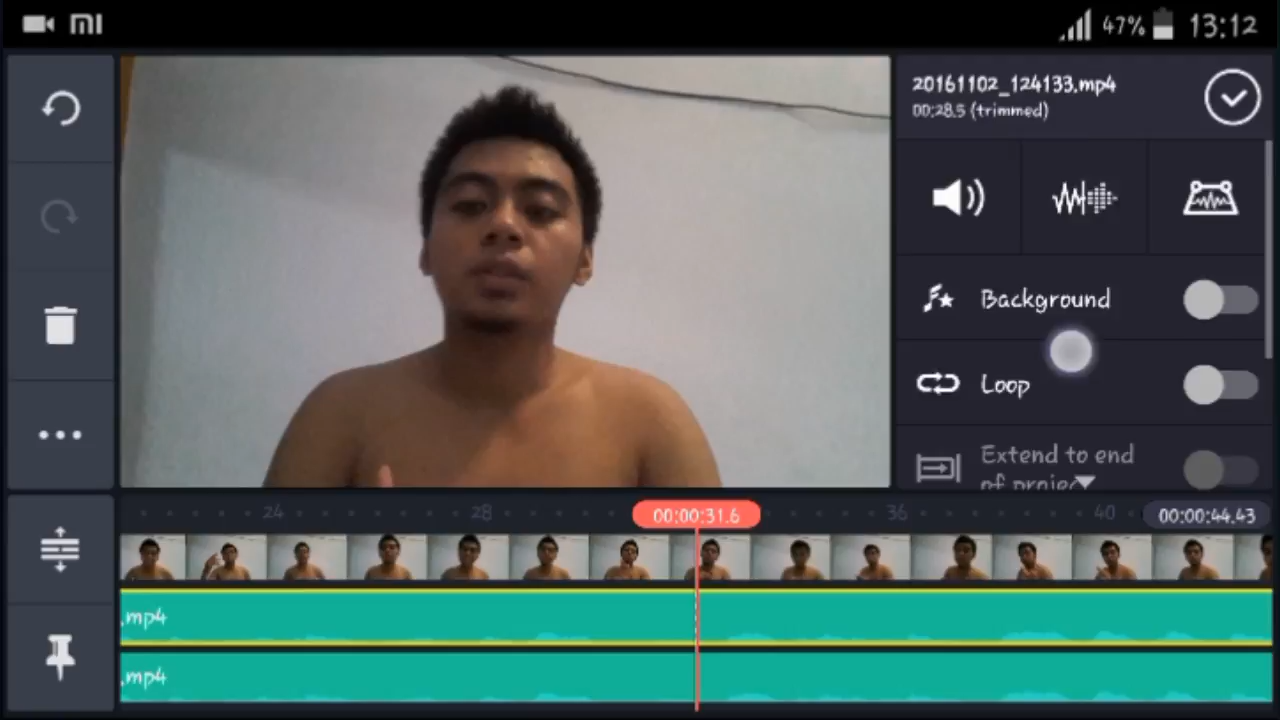 MI
47%
13:12
20161102_124133.mp4
00:28.5 (trimmed)
Background
Loop
Extend to end
of project
24
28
00:00:31.6
36
40
00:00:44.43
.mp4
.mp4